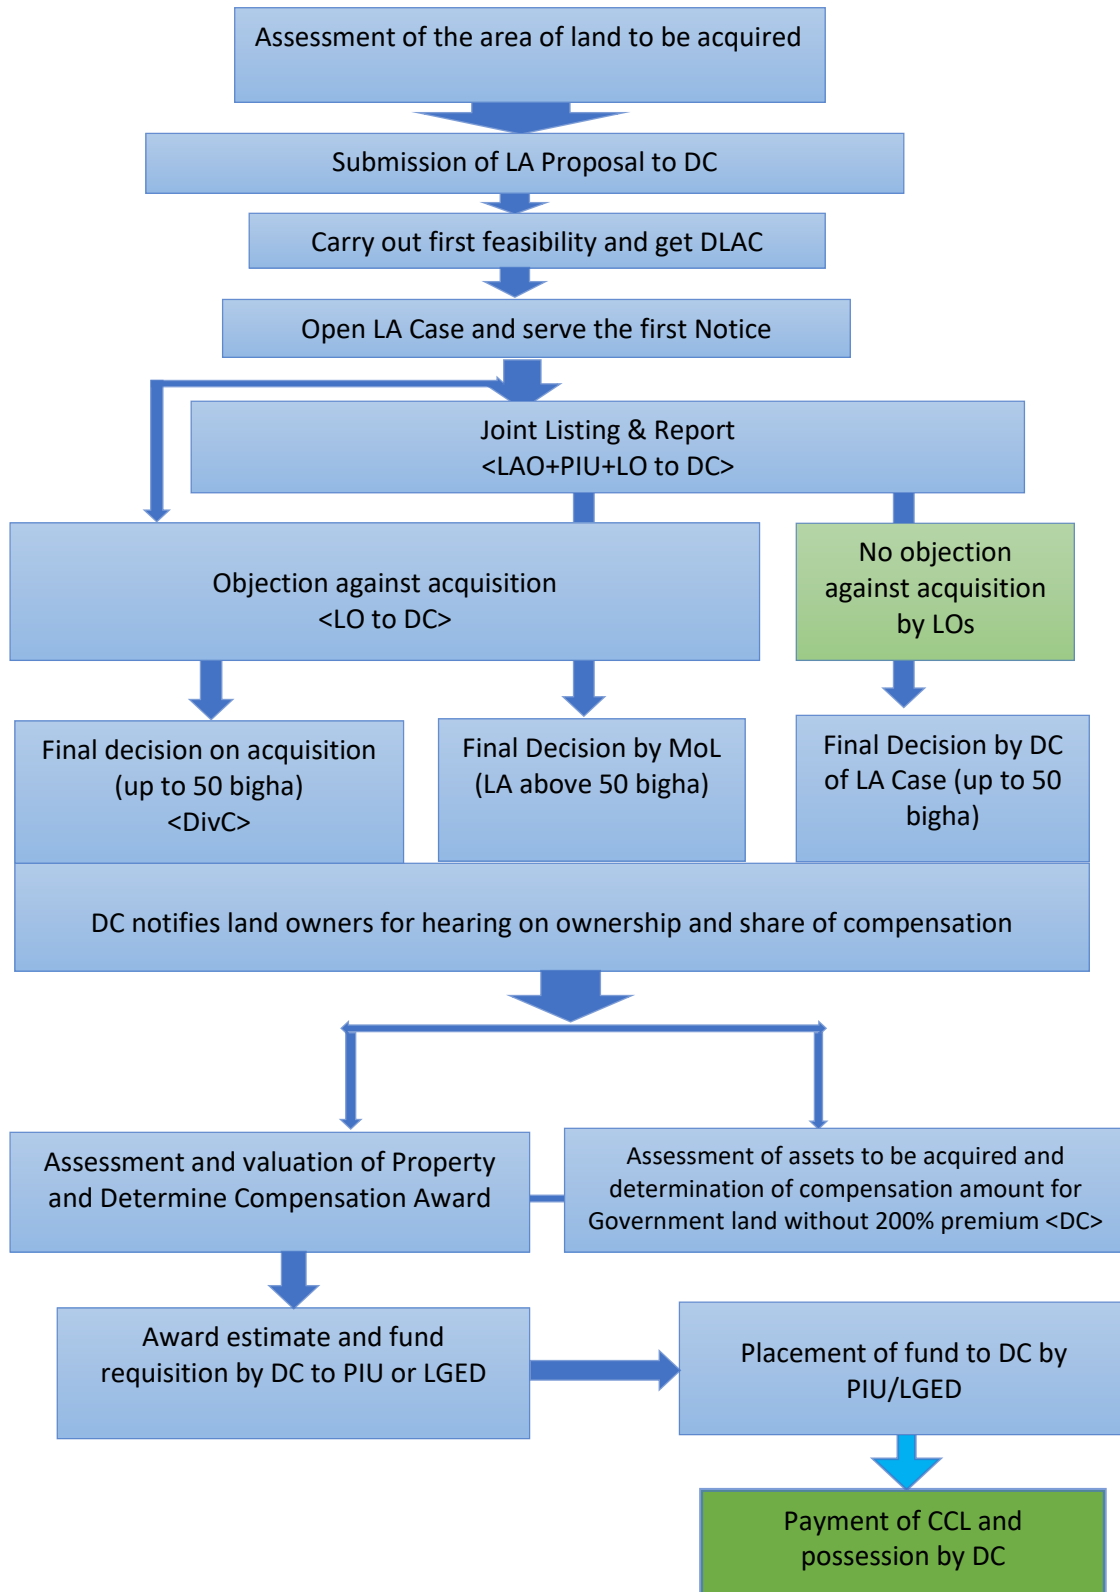 Assessment of the area of land to be acquired
Submission of LA Proposal to DC
Carry out first feasibility and get DLAC
Open LA Case and serve the first Notice
Joint Listing & Report
<LAO+PIU+LO to DC>
Objection against acquisition
<LO to DC>
No objection
against acquisition
by LOs
Final decision on acquisition
(up to 50 bigha)
<DivC>
Final Decision by MoL
(LA above 50 bigha)
Final Decision by DC
of LA Case (up to 50
bigha)
DC notifies land owners for hearing on ownership and share of compensation
Assessment and valuation of Property
and Determine Compensation Award
Assessment of assets to be acquired and
determination of compensation amount for
Government land without 200% premium <DC>
Award estimate and fund
requisition by DC to PIU or LGED
Placement of fund to DC by
PIU/LGED
Payment of CCL and
possession by DC